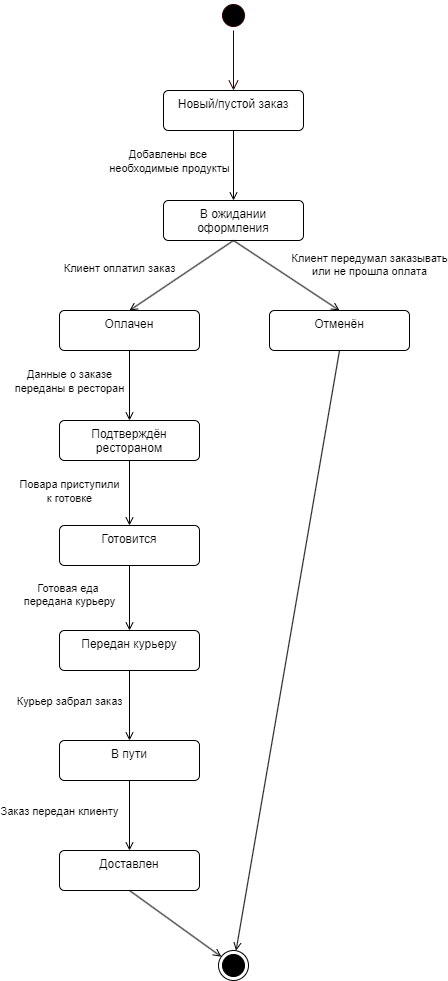 Новый/пустой заказ
Добавлены все
необходимые продукты
В ожидании
оформления
Клиент оплатил заказ
Клиент передумал заказывать
или не прошла оплата
Оплачен
Отменён
Данные о заказе
переданы в ресторан
Подтверждён
рестораном
Повара приступили
к готовке
Готовится
Готовая еда
передана курьеру
Передан курьеру
Курьер забрал заказ
В пути
Заказ передан клиенту
Доставлен